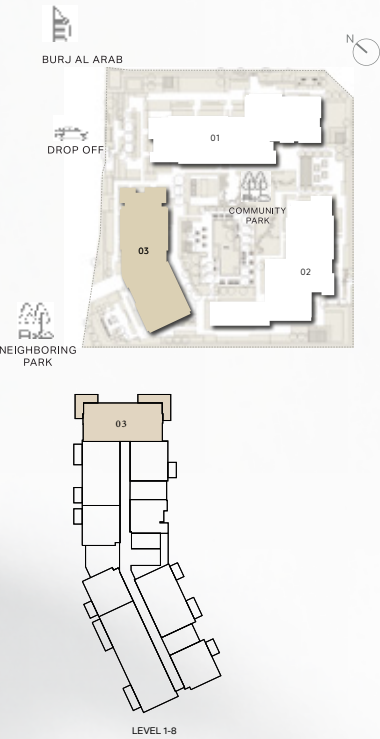 N
BURJ AL ARAB
01
DROP OFF
COMMUNITY
PARK
03
02
NEIGHBORING
PARK
03
LEVEL 1-8